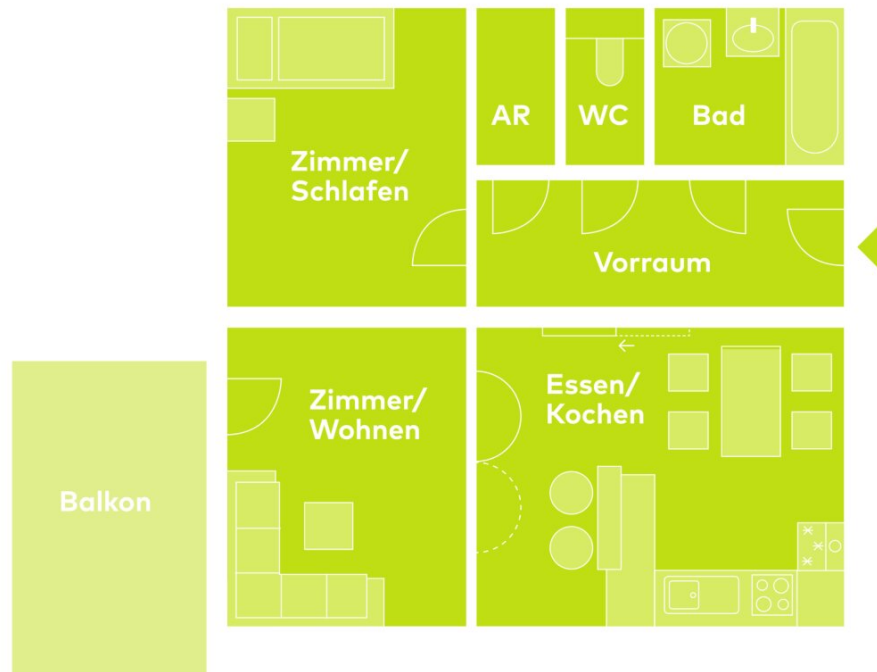 AR
WC
Bad
Zimmer/
Schlafen
Vorraum
Zimmer/
Wohnen
Essen/
Kochen
Balkon